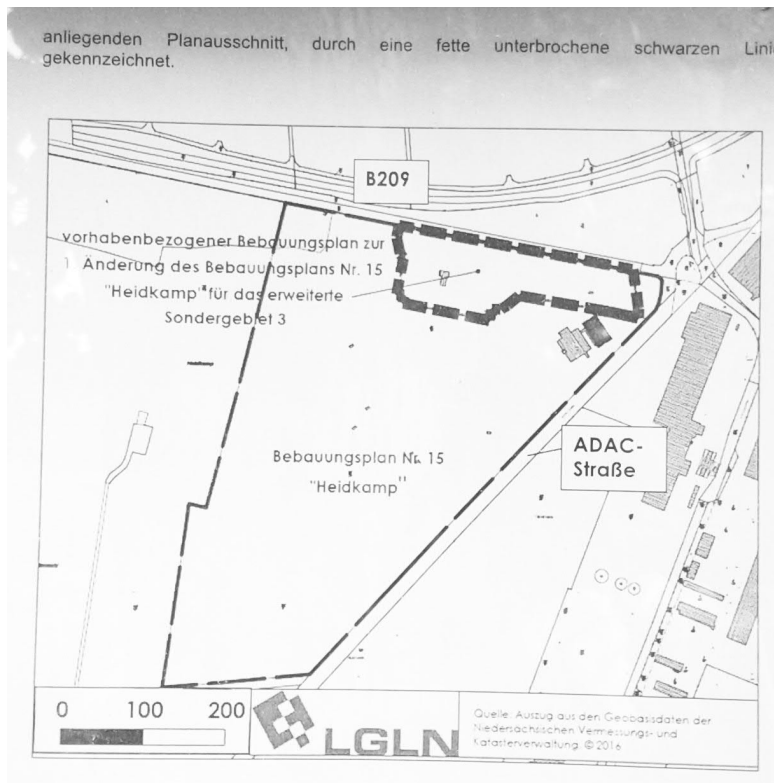 anliegenden Planausschnitt, durch eine fette unterbrochene schwarzen Lini
gekennzeichnet.
B209
vorhabenbezogener Bebauungsplan zur
1. Änderung des Bebauungsplans Nr. 15
"Heidkamp" für das erweiterte
Sondergebiet 3
Bebauungsplan Nr. 15
"Heidkamp"
ADAC-
Straße
0 100 200
LGLN
Quelle: Auszug aus den Geobasisdaten der
Niedersächsischen Vermessungs- und
Katasterverwaltung, © 2016